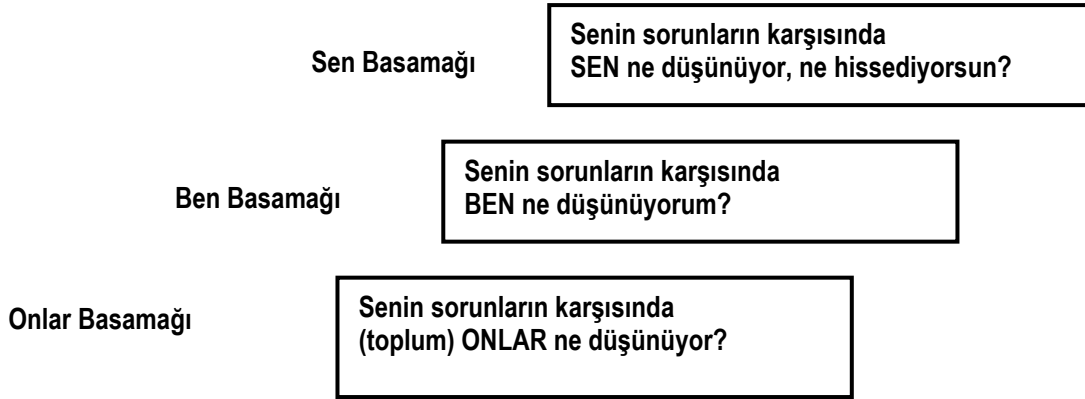 Sen Basamağı
Senin sorunların karşısında
SEN ne düşünüyor, ne hissediyorsun?
Ben Basamağı
Senin sorunların karşısında
BEN ne düşünüyorum?
Onlar Basamağı
Senin sorunların karşısında
(toplum) ONLAR ne düşünüyor?